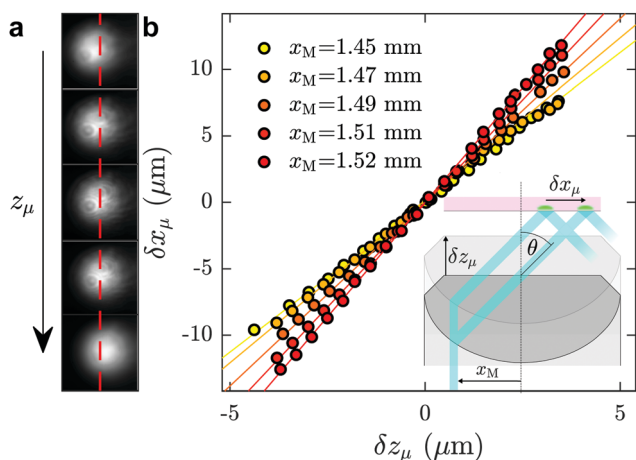 a
b
z_μ
δx_μ (μm)
10
5
0
-5
-10
x_M=1.45 mm
x_M=1.47 mm
x_M=1.49 mm
x_M=1.51 mm
x_M=1.52 mm
δx_μ
δz_μ
θ
x_M
-5
0
5
δz_μ (μm)